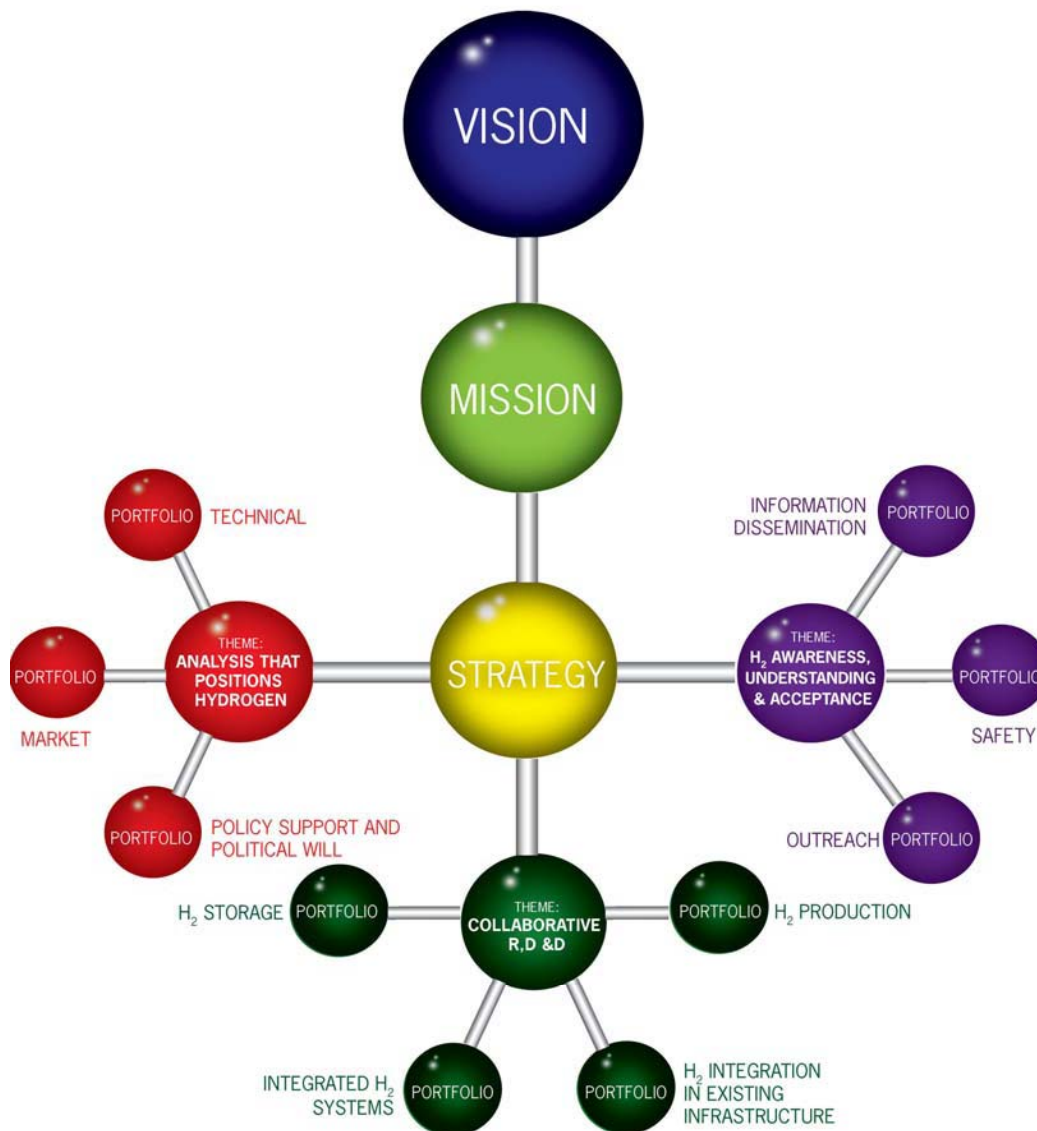 VISION
MISSION
PORTFOLIO
TECHNICAL
INFORMATION
DISSEMINATION
PORTFOLIO
THEME:
ANALYSIS THAT
POSITIONS
HYDROGEN
STRATEGY
THEME:
H₂ AWARENESS,
UNDERSTANDING
& ACCEPTANCE
PORTFOLIO
MARKET
PORTFOLIO
SAFETY
PORTFOLIO
POLICY SUPPORT AND
POLITICAL WILL
OUTREACH
PORTFOLIO
H₂ STORAGE
PORTFOLIO
THEME:
COLLABORATIVE
R,D &D
PORTFOLIO
H₂ PRODUCTION
INTEGRATED H₂
SYSTEMS
PORTFOLIO
PORTFOLIO
H₂ INTEGRATION
IN EXISTING
INFRASTRUCTURE